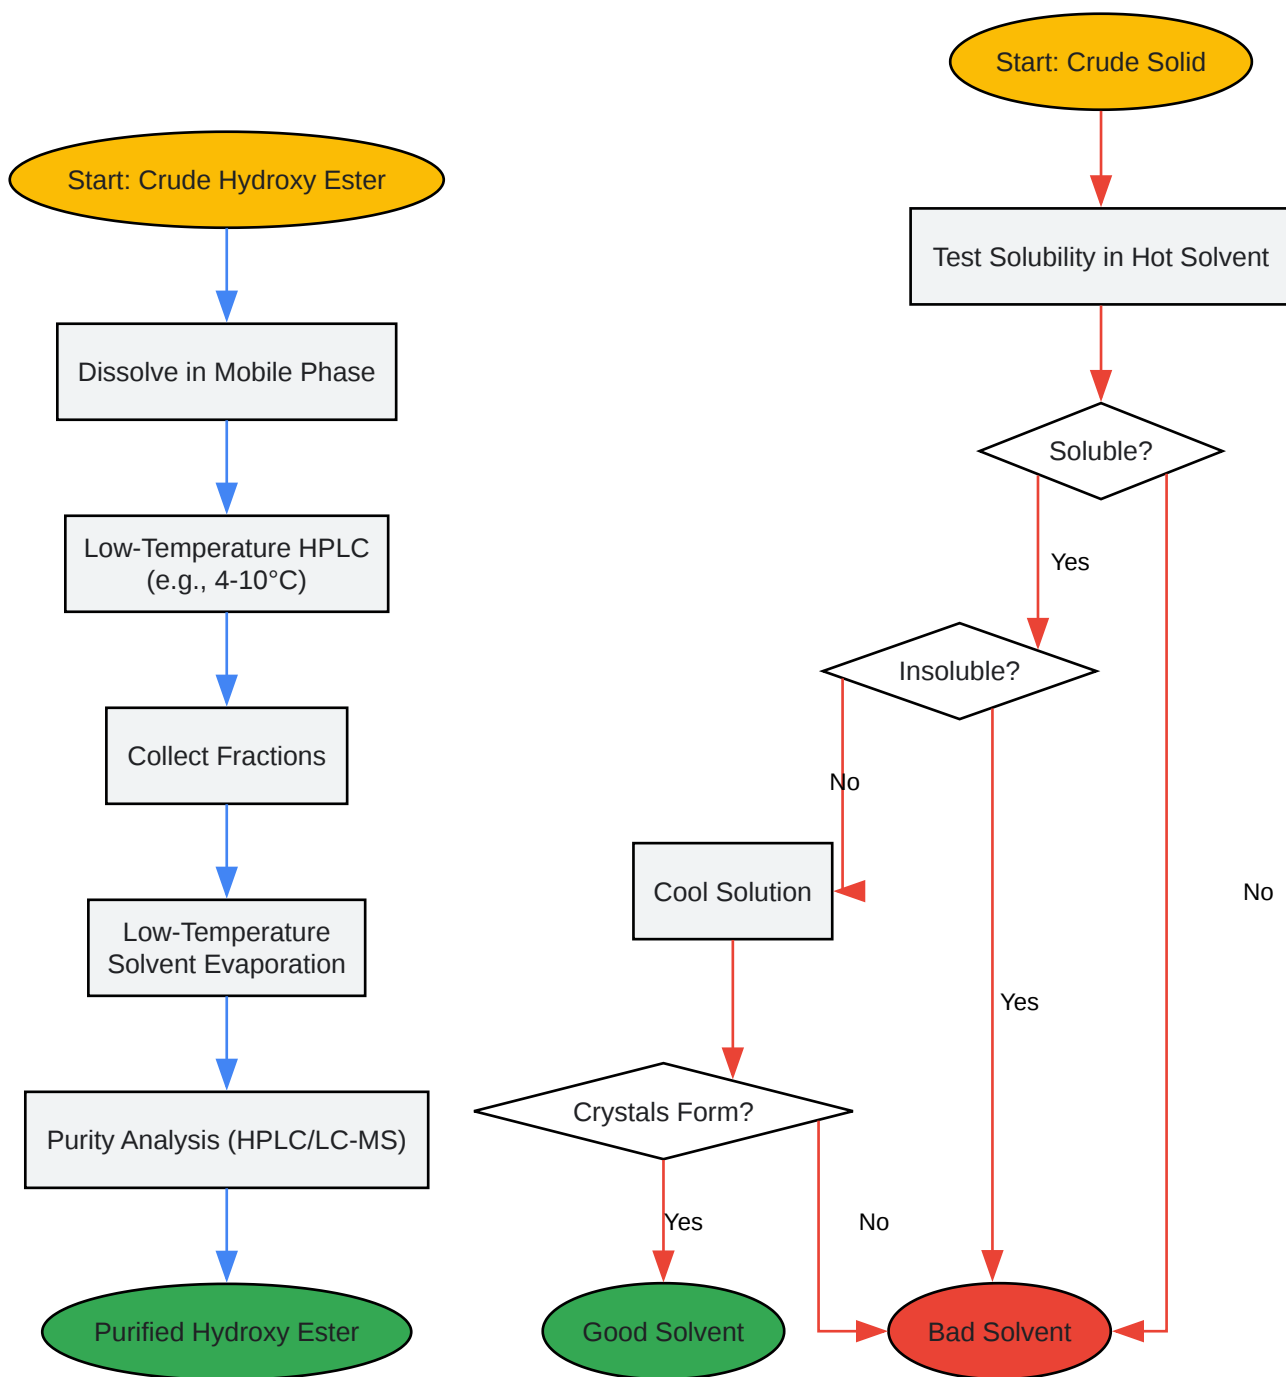 Start: Crude Hydroxy Ester
Dissolve in Mobile Phase
Low-Temperature HPLC
(e.g., 4-10°C)
Collect Fractions
Low-Temperature
Solvent Evaporation
Purity Analysis (HPLC/LC-MS)
Purified Hydroxy Ester
Start: Crude Solid
Test Solubility in Hot Solvent
Soluble?
Yes
Insoluble?
No
Cool Solution
No
Yes
Crystals Form?
Yes
No
Good Solvent
Bad Solvent